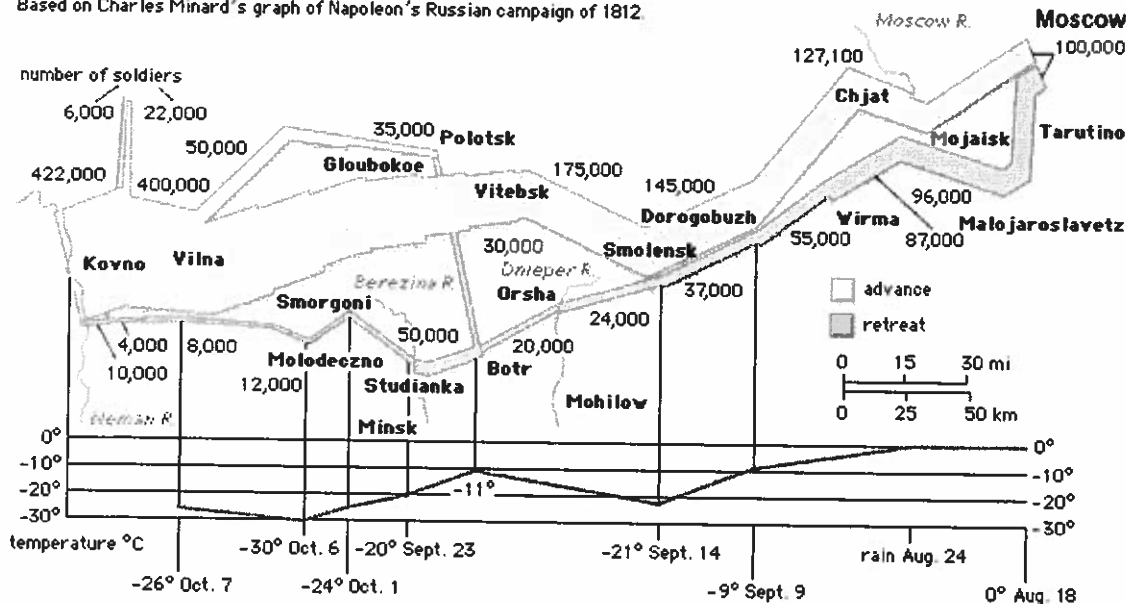 Based on Charles Minard's graph of Napoleon's Russian campaign of 1812.
Moscow R.
Moscow
100,000
127,100
number of soldiers
6,000
22,000
Chjat
50,000
35,000
Polotsk
Mojaisk
Tarutino
Gloubokoe
422,000
400,000
175,000
145,000
Vitebsk
96,000
Dorogobuzh
Wirma
Malojaroslavetz
55,000
87,000
30,000
Smolensk
Kovno
Vilna
Dnieper R.
Berezina R.
Orsha
37,000
advance
Smorgoni
24,000
retreat
4,000
8,000
50,000
20,000
10,000
Molodeczno
Botr
0 15 30 mi
12,000
Studianka
Mohilow
0 25 50 km
Neman R.
Minsk
0°
0°
-10°
-10°
-11°
-20°
-20°
-30°
-30°
temperature °C
-30° Oct. 6
-20° Sept. 23
-21° Sept. 14
rain Aug. 24
-26° Oct. 7
-24° Oct. 1
-9° Sept. 9
0° Aug. 18